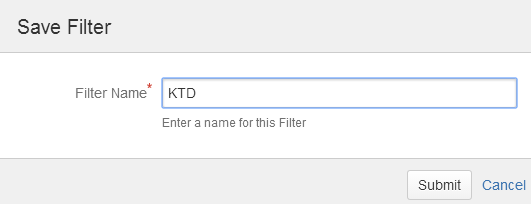 Save Filter
Filter Name*
KTD
Enter a name for this Filter
Submit Cancel